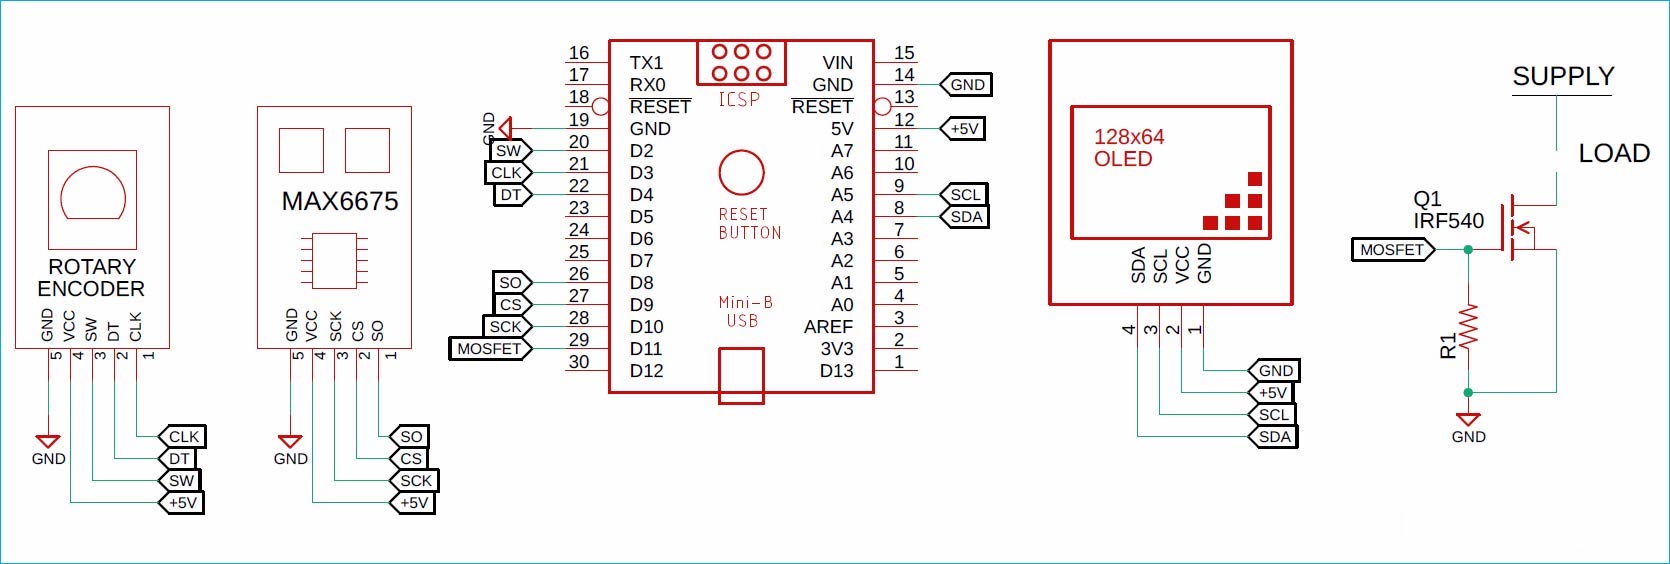 ROTARY
ENCODER
GND
VCC
SW
DT
CLK
5
4
3
2
1
GND
CLK
DT
SW
+5V
MAX6675
GND
VCC
SCK
CS
SO
5
4
3
2
1
GND
SO
CS
SCK
+5V
GND
SW
CLK
DT
SO
CS
SCK
MOSFET
16 TX1
17 RX0
18 RESET
19 GND
20 D2
21 D3
22 D4
23 D5
24 D6
25 D7
26 D8
27 D9
28 D10
29 D11
30 D12
ICSP
RESET
BUTTON
Mini-B
USB
VIN 15
GND 14
RESET 13
5V 12
A7 11
A6 10
A5 9
A4 8
A3 7
A2 6
A1 5
A0 4
AREF 3
3V3 2
D13 1
GND
+5V
SCL
SDA
128x64
OLED
SDA
SCL
VCC
GND
4
3
2
1
GND
+5V
SCL
SDA
SUPPLY
LOAD
Q1
IRF540
MOSFET
R1
GND